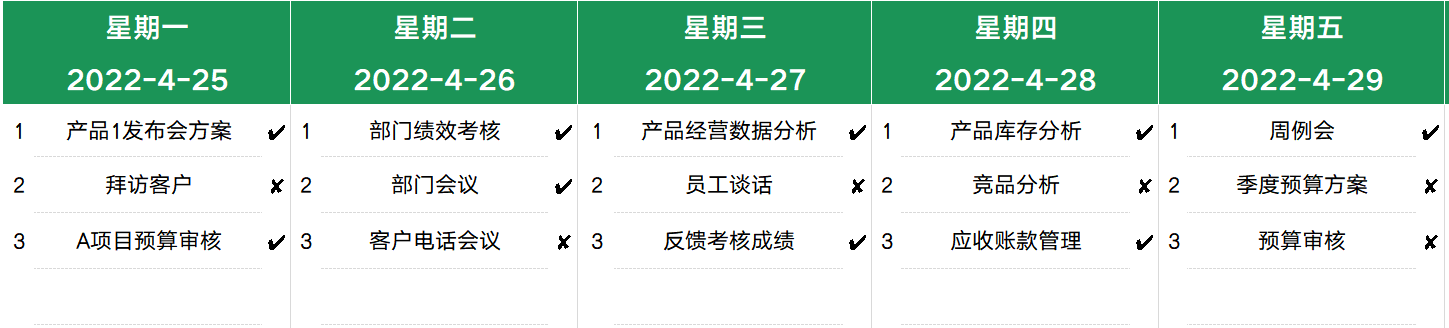 星期一 星期二 星期三 星期四 星期五
2022-4-25 2022-4-26 2022-4-27 2022-4-28 2022-4-29
1 产品1发布会方案 ✔ 1 部门绩效考核 ✔ 1 产品经营数据分析 ✔ 1 产品库存分析 ✔ 1 周例会 ✔
2 拜访客户 ✘ 2 部门会议 ✔ 2 员工谈话 ✘ 2 竞品分析 ✘ 2 季度预算方案 ✘
3 A项目预算审核 ✔ 3 客户电话会议 ✘ 3 反馈考核成绩 ✔ 3 应收账款管理 ✔ 3 预算审核 ✘